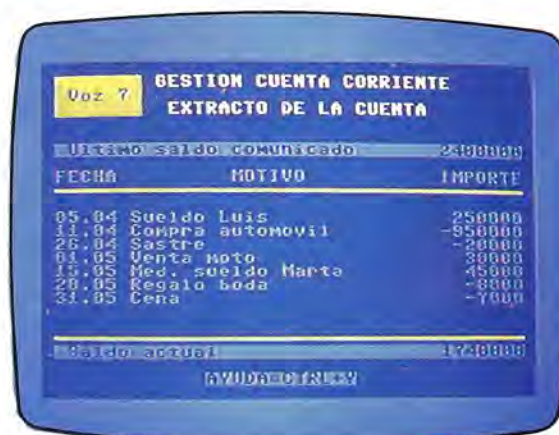 Voz 7
GESTION CUENTA CORRIENTE
EXTRACTO DE LA CUENTA
Ultimo saldo comunicado 2400000
FECHA MOTIVO IMPORTE
05.04 Sueldo Luis 250000
11.04 Compra automovil -950000
26.04 Sastre -20000
01.05 Venta moto 30000
15.05 Med. sueldo Marta 45000
Regalo boda -8000
31.05 Cena -7000
Saldo actual 1740000
AYUDA=CTRL+Y